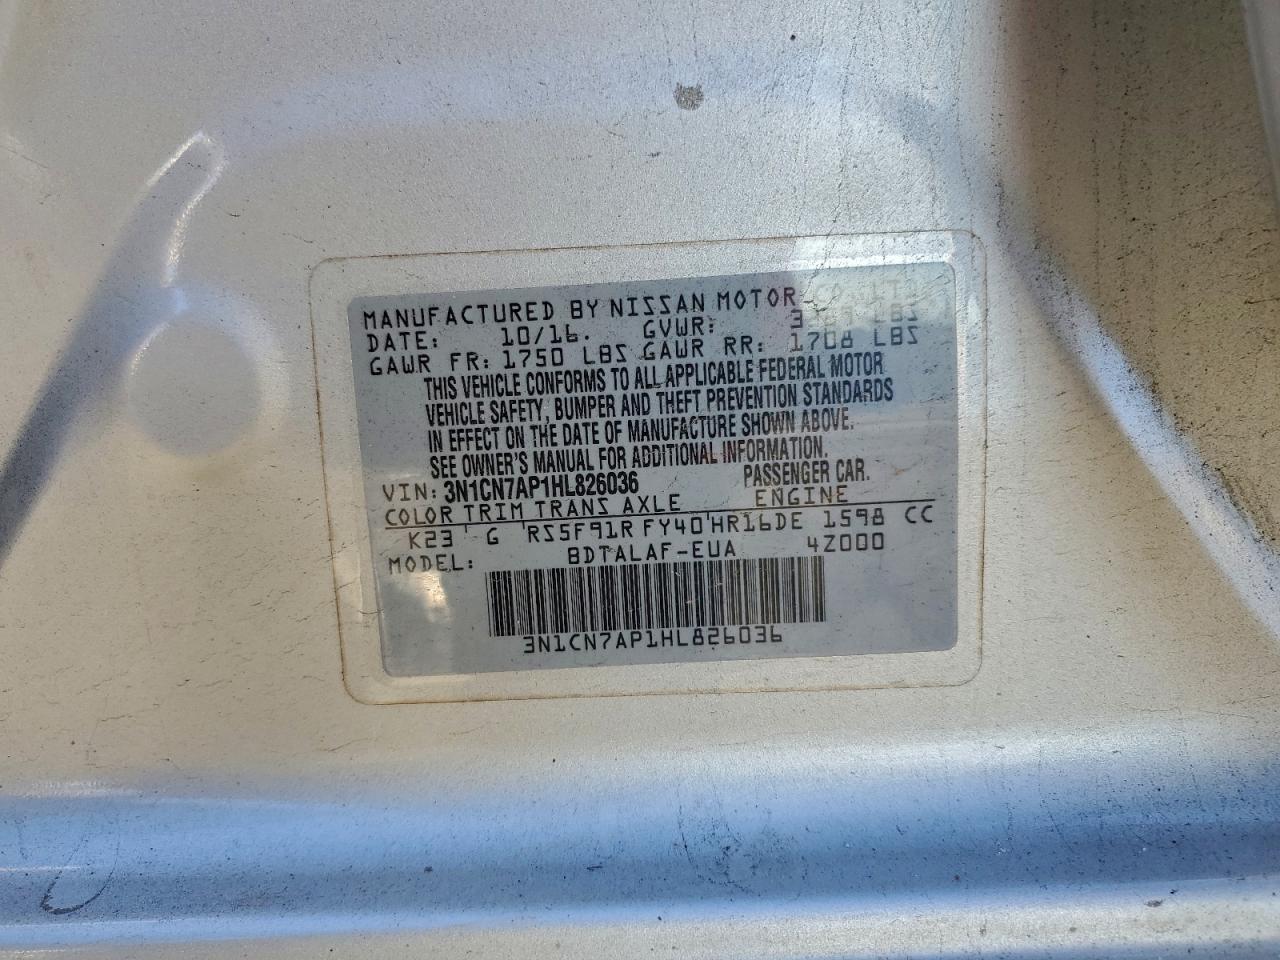 MANUFACTURED BY NISSAN MOTOR CO. LTD
DATE: 10/16. GVWR: LBS
GAWR FR: 1750 LBS GAWR RR: 1708 LBS
THIS VEHICLE CONFORMS TO ALL APPLICABLE FEDERAL MOTOR
VEHICLE SAFETY, BUMPER AND THEFT PREVENTION STANDARDS
IN EFFECT ON THE DATE OF MANUFACTURE SHOWN ABOVE.
SEE OWNER'S MANUAL FOR ADDITIONAL INFORMATION.
VIN: 3N1CN7AP1HL826036 PASSENGER CAR.
COLOR TRIM TRANS AXLE ENGINE
K23 G RS5F91R FY40 HR16DE 1598 CC
MODEL: BDTALAF-EUA 4Z000
3N1CN7AP1HL826036